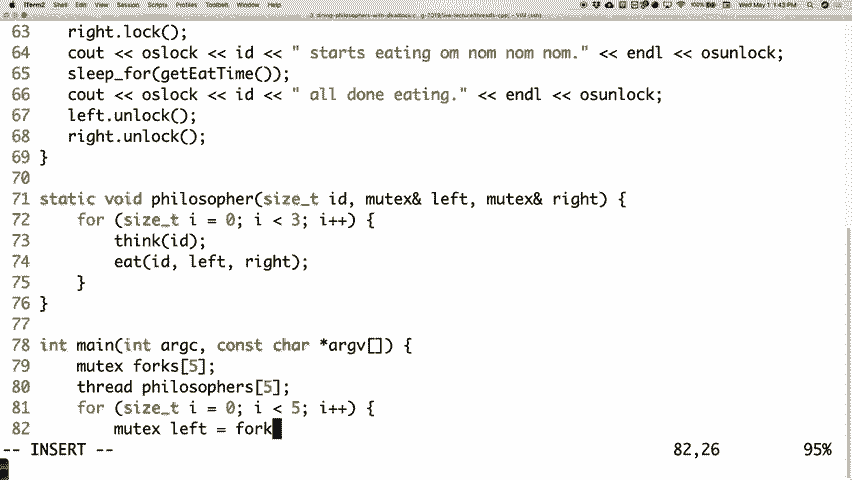 iTerm2 Shell Edit View Session Scripts Profiles Toolbelt Window Help 100% Wed May 1 1:43 PM
63 right.lock();
64 cout << oslock << id << " starts eating om nom nom nom." << endl << osunlock;
65 sleep_for(getEatTime());
66 cout << oslock << id << " all done eating." << endl << osunlock;
67 left.unlock();
68 right.unlock();
69 }
70
71 static void philosopher(size_t id, mutex& left, mutex& right) {
72 for (size_t i = 0; i < 3; i++) {
73 think(id);
74 eat(id, left, right);
75 }
76 }
77
78 int main(int argc, const char *argv[]) {
79 mutex forks[5];
80 thread philosophers[5];
81 for (size_t i = 0; i < 5; i++) {
82 mutex left = fork
-- INSERT -- 82,26 95%